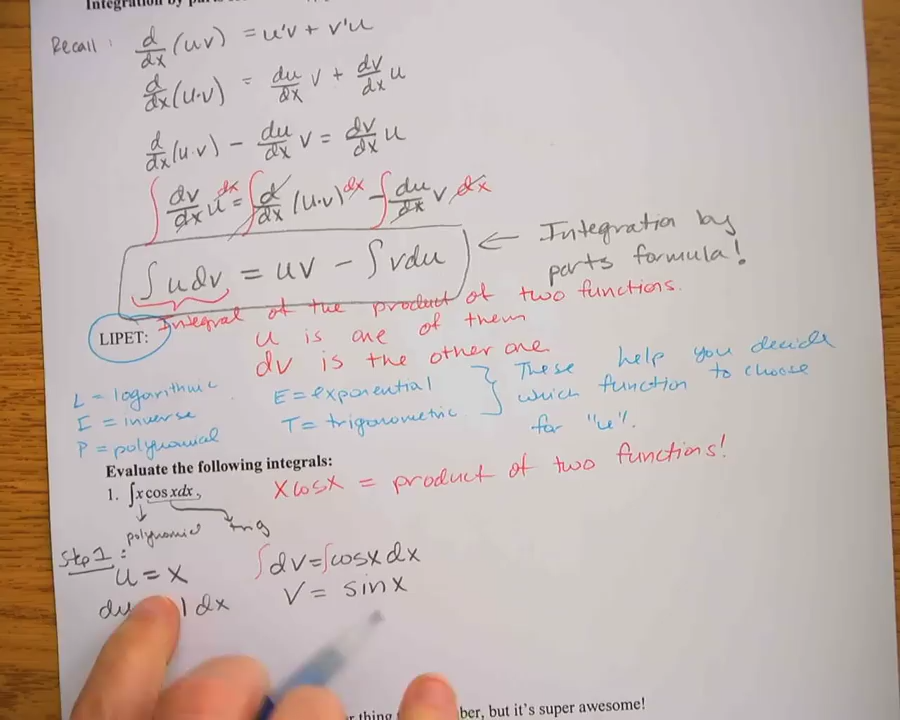 Integration by parts
Recall: d/dx (uv) = u'v + v'u
d/dx (u·v) = du/dx v + dv/dx u
d/dx (u·v) − du/dx v = dv/dx u
∫ dv/dx u dx = ∫ d/dx (u·v) dx − ∫ du/dx v dx
∫ u dv = uv − ∫ v du ← Integration by parts formula!
Integral of the product of two functions.
u is one of them
dv is the other one
LIPET:
L = logarithmic
I = inverse
P = polynomial
E = exponential
T = trigonometric
These help you decide
which function to choose
for "u".
Evaluate the following integrals:
1. ∫ x cos x dx, xcosx = product of two functions!
polynomial trig
Step 1:
u = x ∫ dv = ∫ cosx dx
du 1 dx v = sinx
thing ber, but it's super awesome!